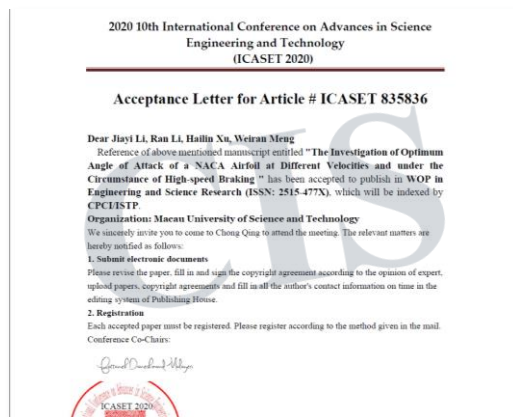 2020 10th International Conference on Advances in Science
Engineering and Technology
(ICASET 2020)
Acceptance Letter for Article # ICASET 835836
Dear Jiayi Li, Ran Li, Hailin Xu, Weiran Meng
Reference of above mentioned manuscript entitled "The Investigation of Optimum
Angle of Attack of a NACA Airfoil at Different Velocities and under the
Circumstance of High-speed Braking " has been accepted to publish in WOP in
Engineering and Science Research (ISSN: 2515-477X), which will be indexed by
CPCI/ISTP.
Organization: Macau University of Science and Technology
We sincerely invite you to come to Chong Qing to attend the meeting. The relevant matters are
hereby notified as follows:
1. Submit electronic documents
Please revise the paper, fill in and sign the copyright agreement according to the opinion of expert,
upload papers, copyright agreements and fill in all the author's contact information on time in the
editing system of Publishing House.
2. Registration
Each accepted paper must be registered. Please register according to the method given in the mail.
Conference Co-Chairs:
ICASET 2020
CIS